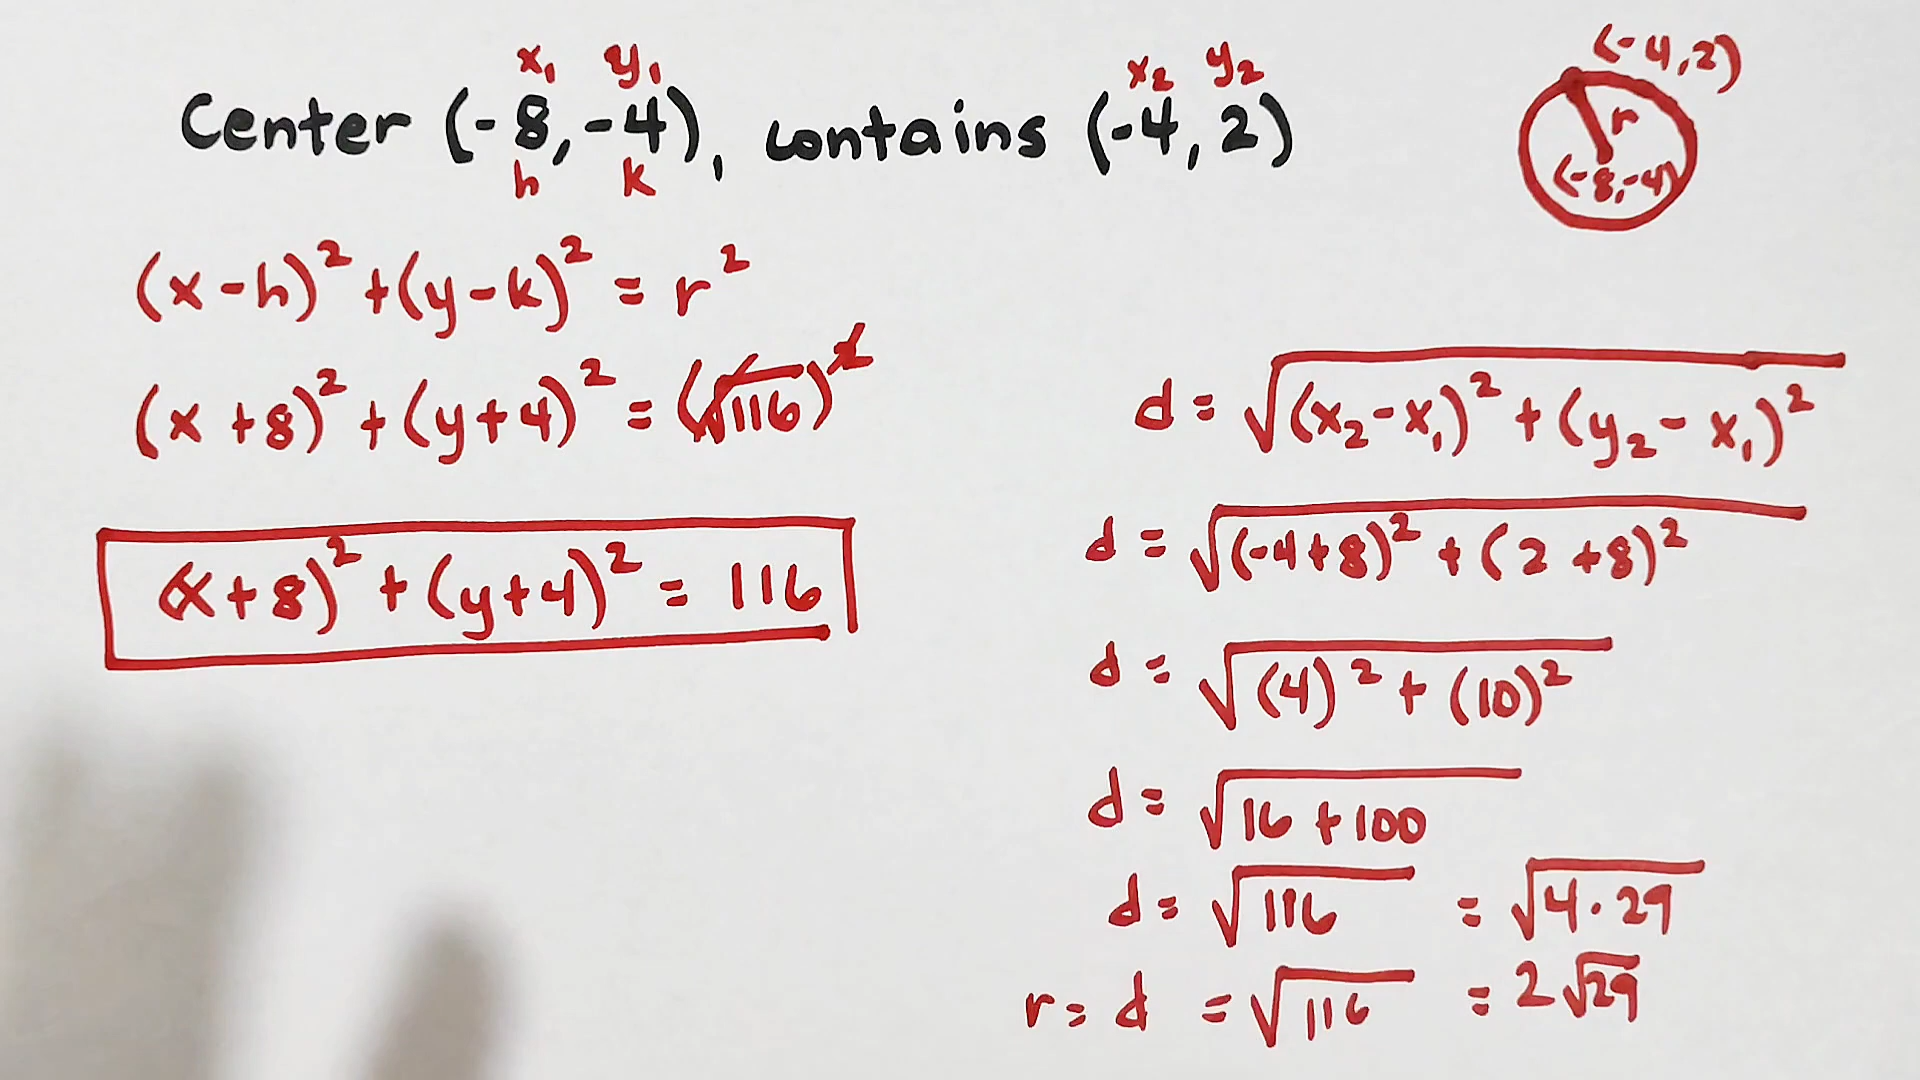 x₁ y₁
x₂ y₂
Center (-8,-4), contains (-4,2)
h k
(-4,2)
r
(-8,-4)
(x-h)² + (y-k)² = r²
(x+8)² + (y+4)² = (√116)²
(x+8)² + (y+4)² = 116
d = √(x₂-x₁)² + (y₂-x₁)²
d = √(-4+8)² + (2+8)²
d = √(4)² + (10)²
d = √16+100
d = √116 = √4·29
r = d = √116 = 2√29